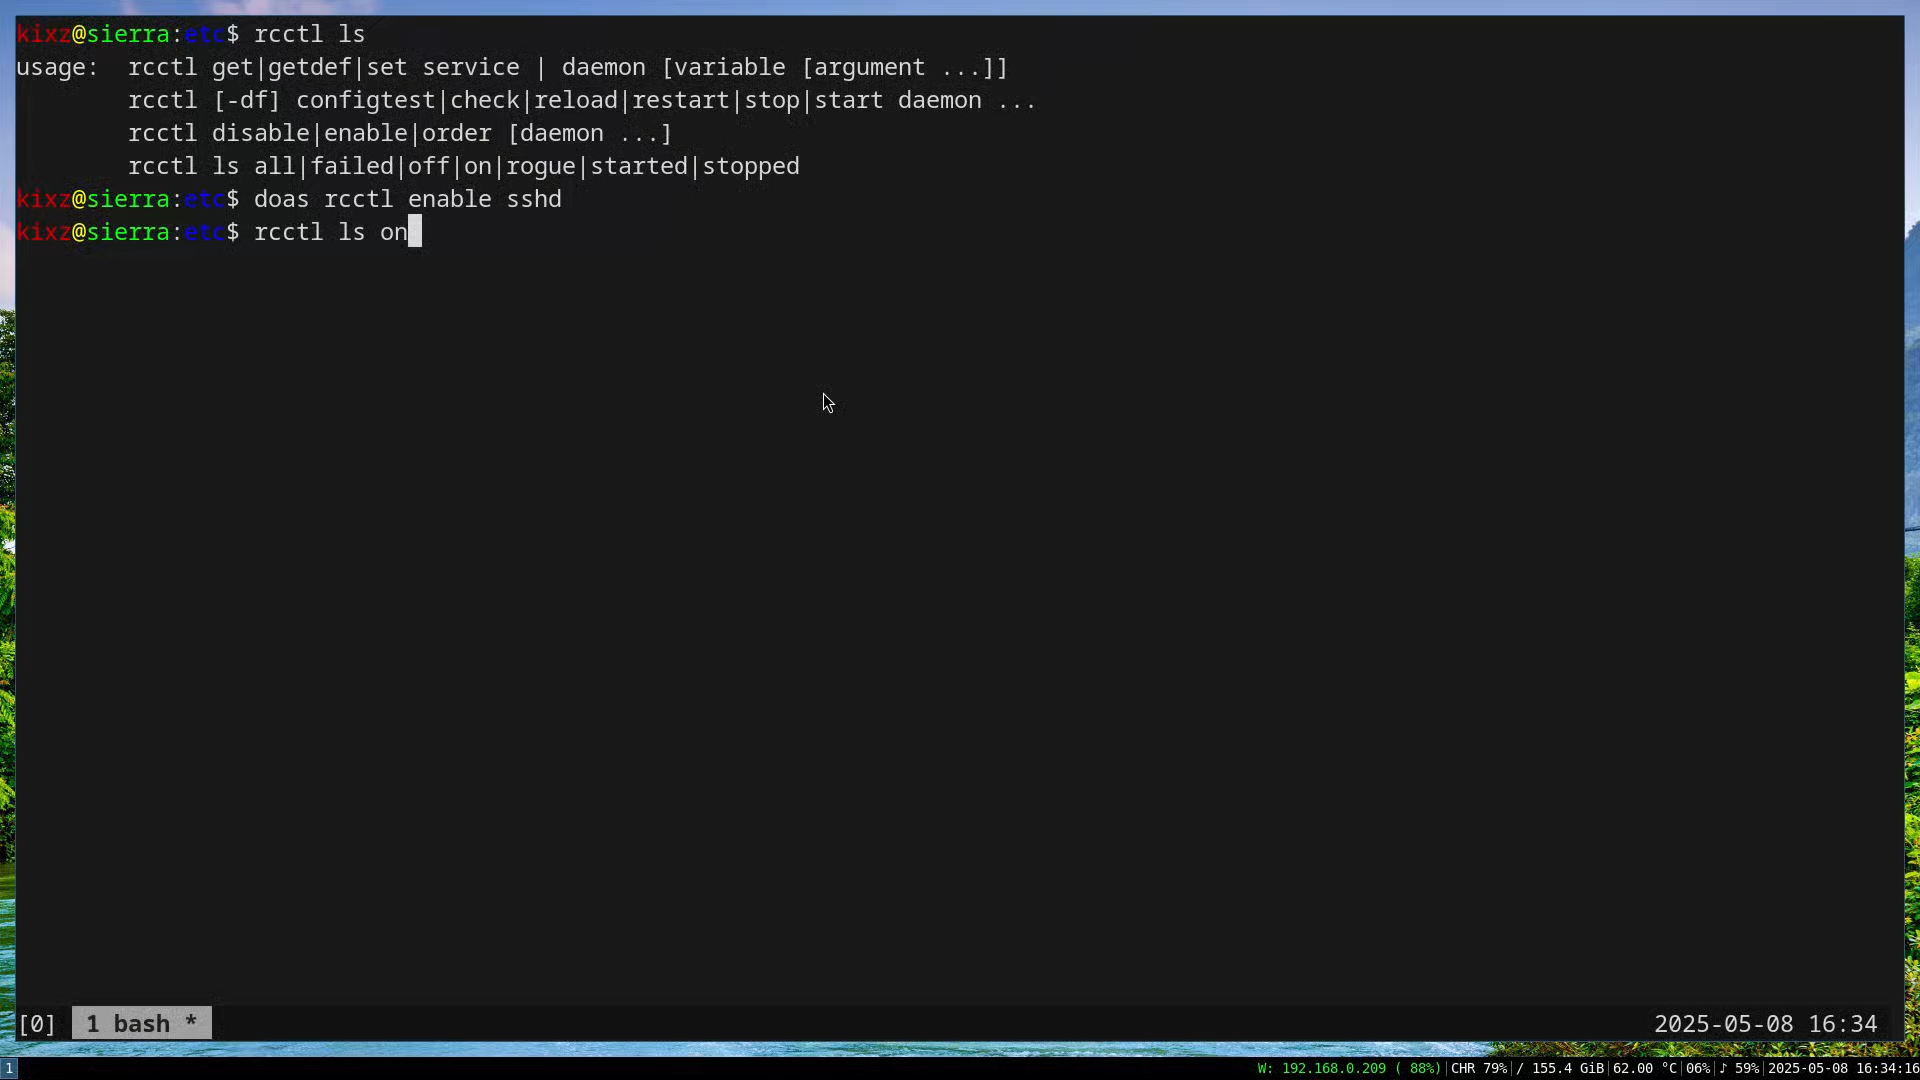 kixz@sierra:etc$ rcctl ls
usage:  rcctl get|getdef|set service | daemon [variable [argument ...]]
        rcctl [-df] configtest|check|reload|restart|stop|start daemon ...
        rcctl disable|enable|order [daemon ...]
        rcctl ls all|failed|off|on|rogue|started|stopped
kixz@sierra:etc$ doas rcctl enable sshd
kixz@sierra:etc$ rcctl ls on
[0] 1 bash * 2025-05-08 16:34
1 W: 192.168.0.209 ( 88%)|CHR 79%|/ 155.4 GiB|62.00 °C|06%|♪ 59%|2025-05-08 16:34:16